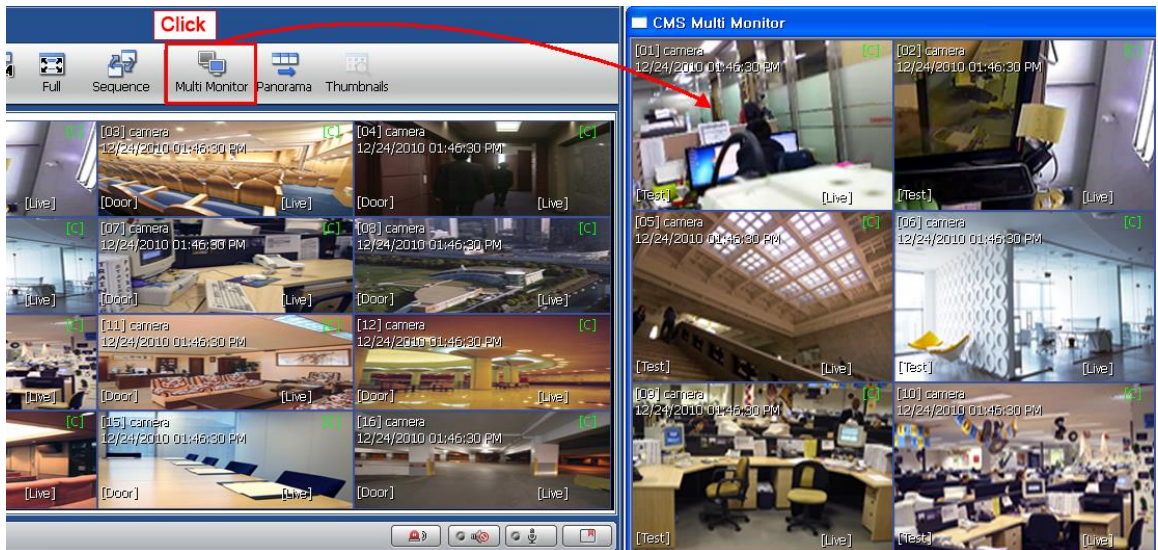 Click
CMS Multi Monitor
Full
Sequence
Multi Monitor
Panorama
Thumbnails
[C]
[Live]
[03] camera [C]
12/24/2010 01:46:30 PM
[Door] [Live]
[04] camera [C]
12/24/2010 01:46:30 PM
[Door] [Live]
[C]
[Live]
[07] camera [C]
12/24/2010 01:46:30 PM
[Door] [Live]
[08] camera [C]
12/24/2010 01:46:30 PM
[Door] [Live]
[C]
[Live]
[11] camera [C]
12/24/2010 01:46:30 PM
[Door] [Live]
[12] camera [C]
12/24/2010 01:46:30 PM
[Door] [Live]
[C]
[Live]
[15] camera [C]
12/24/2010 01:46:30 PM
[Door] [Live]
[16] camera [C]
12/24/2010 01:46:30 PM
[Door] [Live]
[01] camera [C]
12/24/2010 01:46:30 PM
[Test] [Live]
[02] camera [C]
12/24/2010 01:46:30 PM
[Test] [Live]
[05] camera [C]
12/24/2010 01:46:30 PM
[Test] [Live]
[06] camera [C]
12/24/2010 01:46:30 PM
[Test] [Live]
[09] camera [C]
12/24/2010 01:46:30 PM
[Test] [Live]
[10] camera [C]
12/24/2010 01:46:30 PM
[Test] [Live]